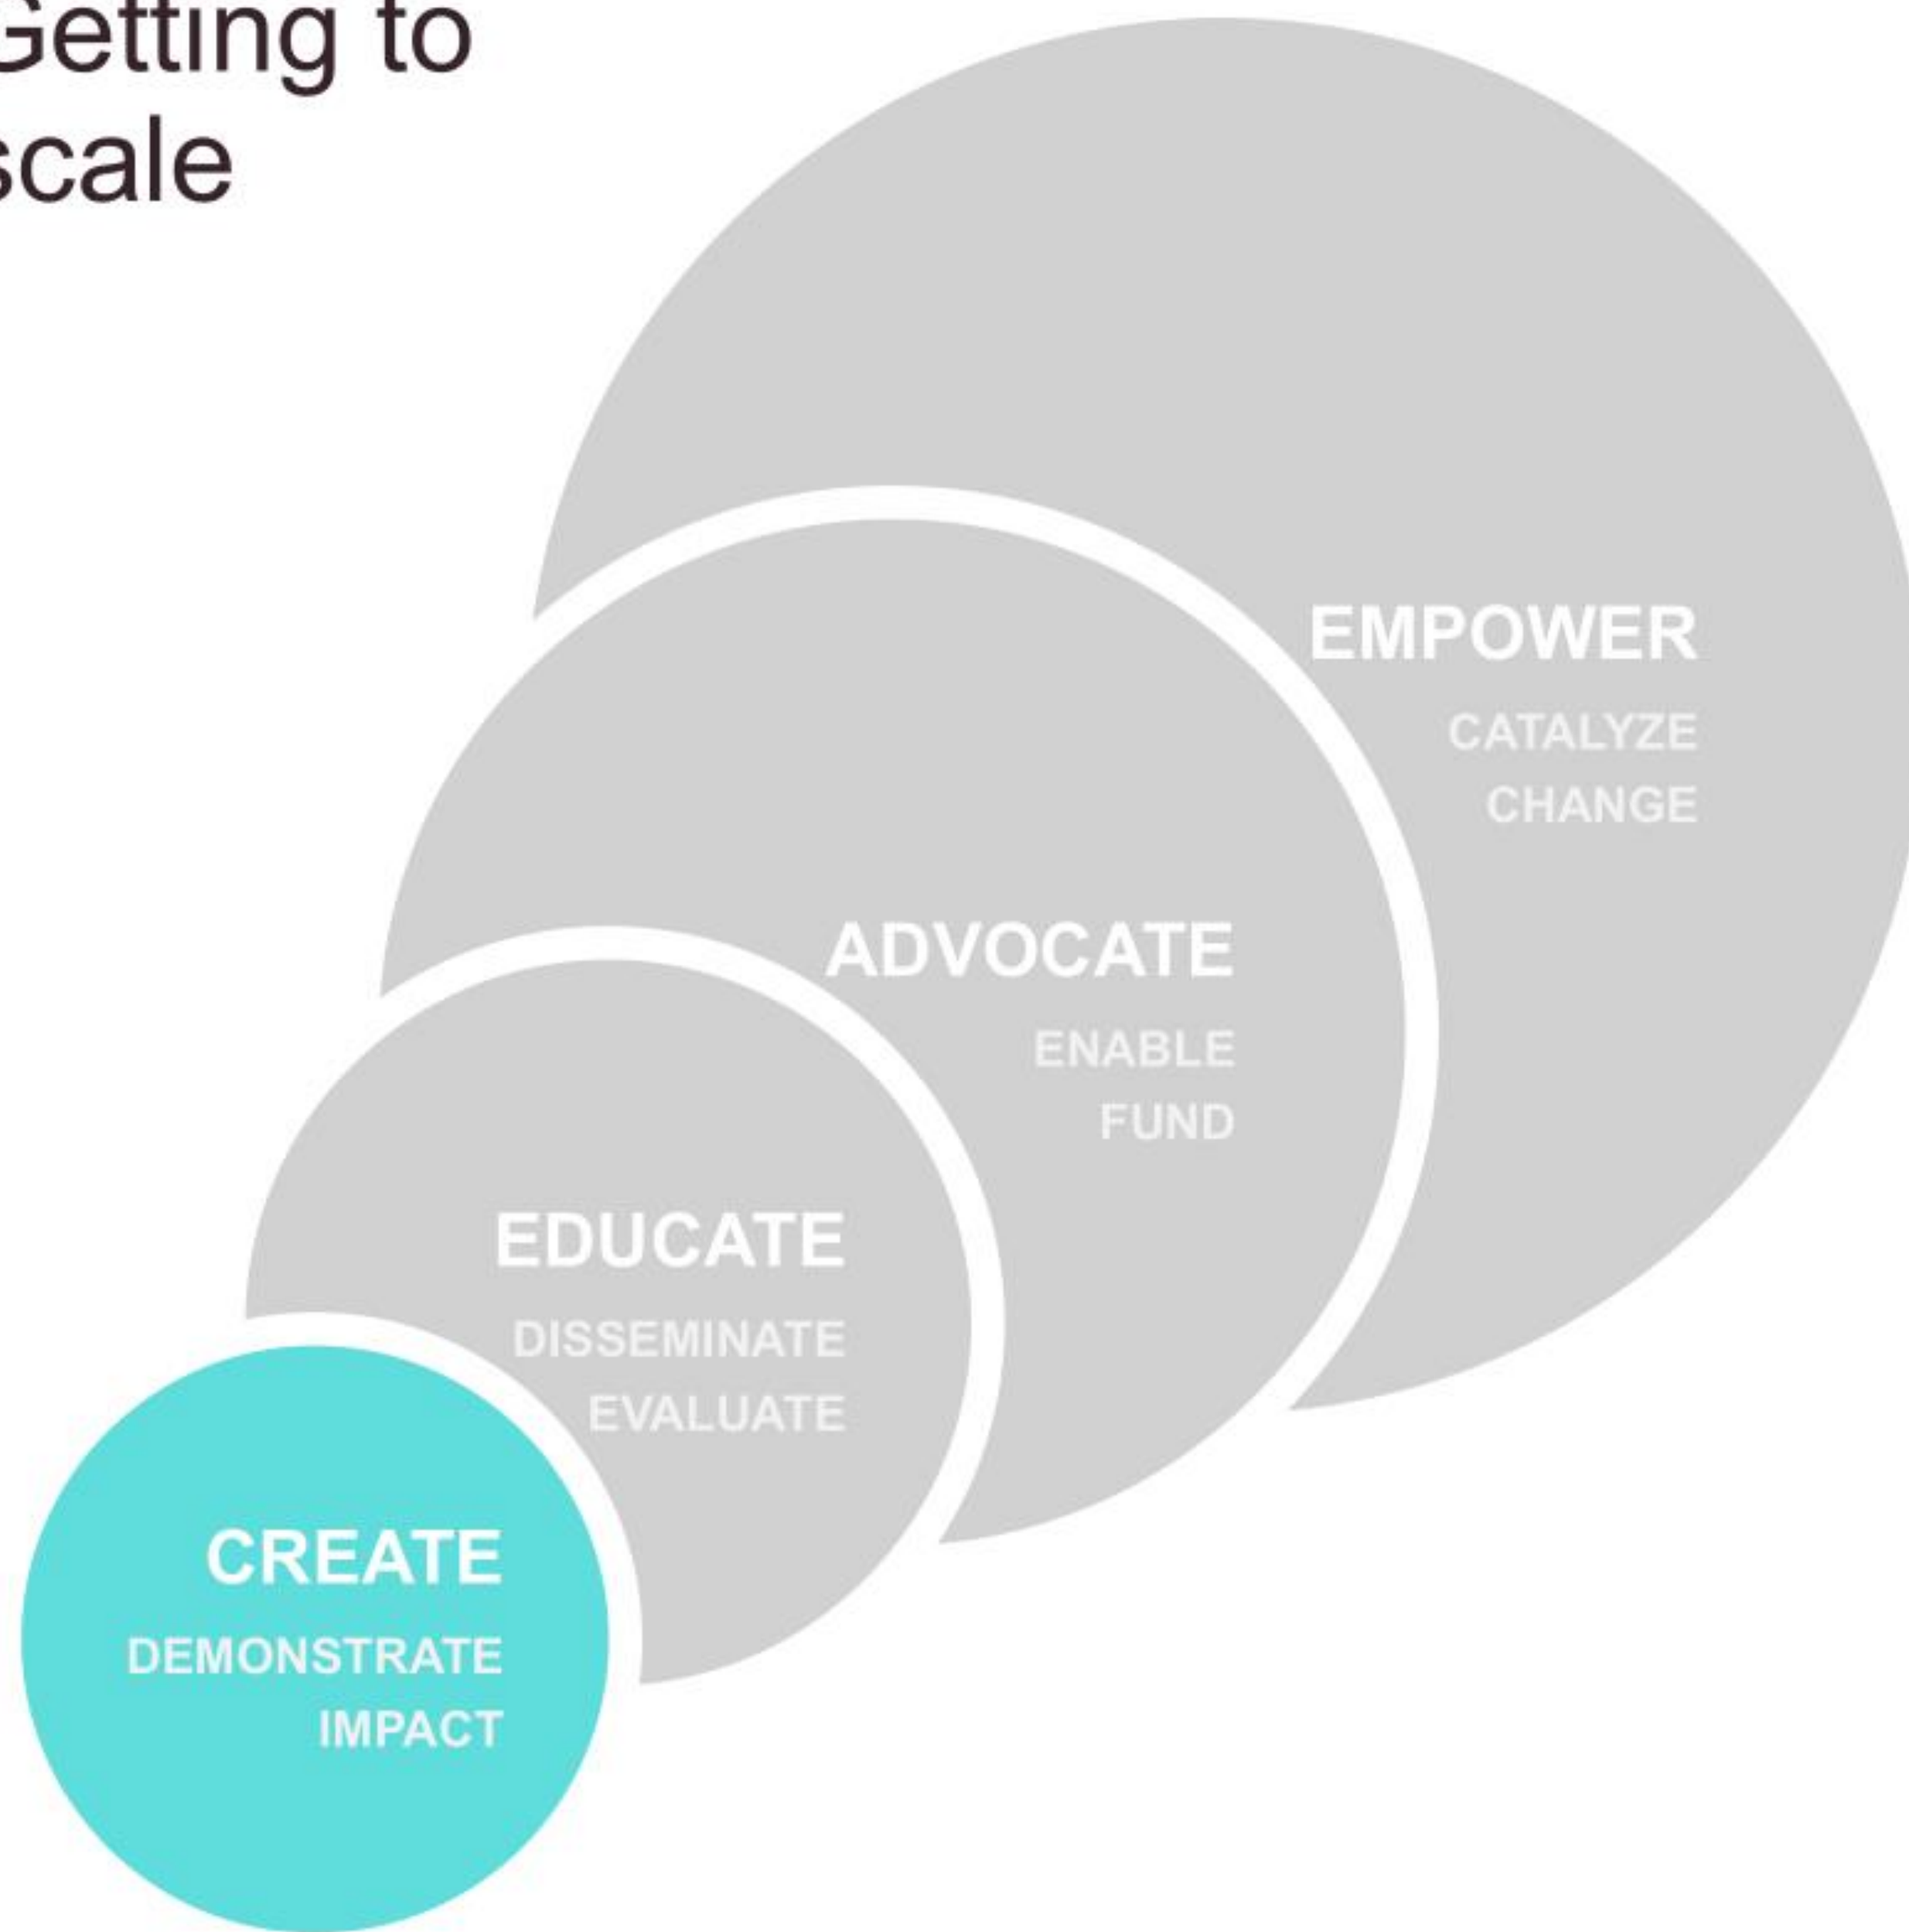 Getting to
scale
EMPOWER
CATALYZE
CHANGE
ADVOCATE
ENABLE
FUND
EDUCATE
DISSEMINATE
EVALUATE
CREATE
DEMONSTRATE
IMPACT